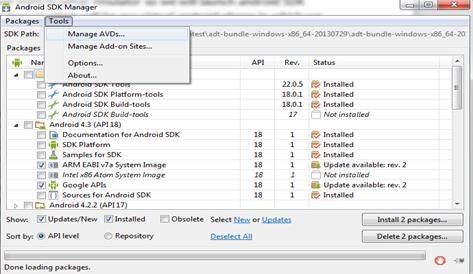 Android SDK Manager
Packages Tools
SDK Path: test\adt-bundle-windows-x86_64-20130729\adt-bundle-windows-x86_64-20
Manage AVDs...
Manage Add-on Sites...
Options...
About...
Packages
API Rev. Status
Android SDK Tools 22.0.5 Installed
Android SDK Platform-tools 18.0.1 Installed
Android SDK Build-tools 18.0.1 Installed
Android SDK Build-tools 17 Not installed
Android 4.3 (API 18)
Documentation for Android SDK 18 1 Installed
SDK Platform 18 1 Installed
Samples for SDK 18 1 Installed
ARM EABI v7a System Image 18 1 Update available: rev. 2
Intel x86 Atom System Image 18 1 Not installed
Google APIs 18 1 Update available: rev. 2
Sources for Android SDK 18 1 Installed
Android 4.2.2 (API 17)
Show: Updates/New Installed Obsolete Select New or Updates Install 2 packages...
Sort by: API level Repository Deselect All Delete 2 packages...
Done loading packages.